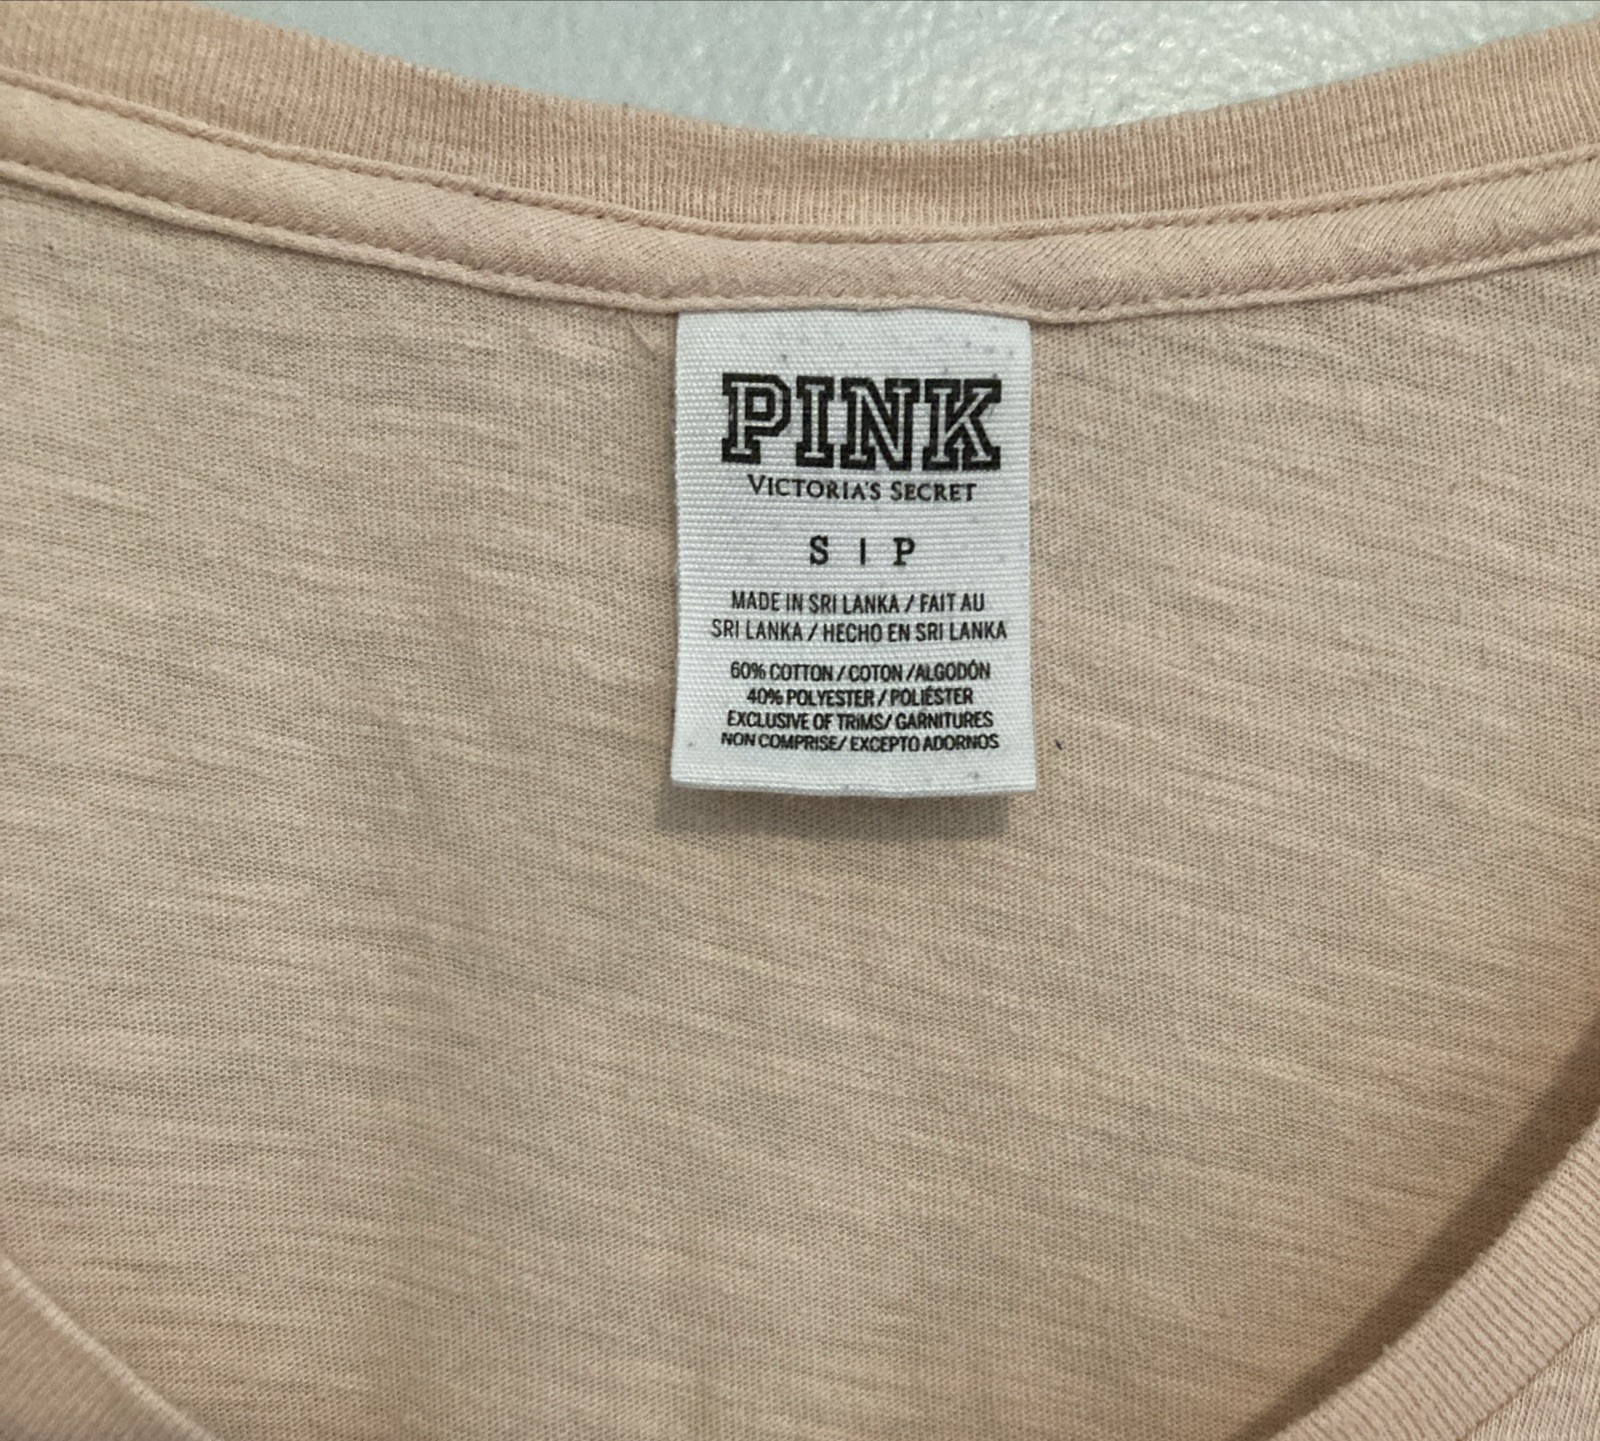 PINK
VICTORIA'S SECRET
S | P
MADE IN SRI LANKA / FAIT AU
SRI LANKA / HECHO EN SRI LANKA
60% COTTON / COTON /ALGODÓN
40% POLYESTER / POLIÉSTER
EXCLUSIVE OF TRIMS/ GARNITURES
NON COMPRISE/ EXCEPTO ADORNOS